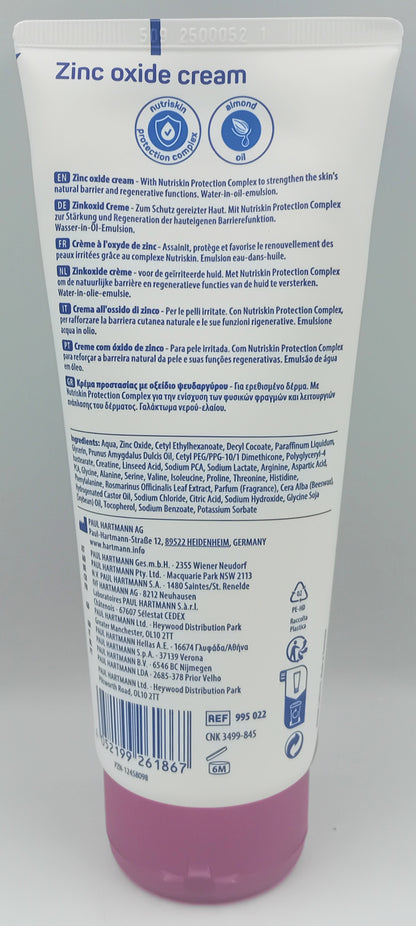 509 2500052 1
Zinc oxide cream
nutriskin
protection complex
almond
oil
EN Zinc oxide cream - With Nutriskin Protection Complex to strengthen the skin's
natural barrier and regenerative functions. Water-in-oil-emulsion.
DE Zinkoxid Creme - Zum Schutz gereizter Haut. Mit Nutriskin Protection Complex
zur Stärkung und Regeneration der hauteigenen Barrierefunktion.
Wasser-in-Öl-Emulsion.
FR Crème à l'oxyde de zinc - Assainit, protège et favorise le renouvellement des
peaux irritées grâce au complexe Nutriskin. Emulsion eau-dans-huile.
NL Zinkoxide crème - voor de geïrriteerde huid. Met Nutriskin Protection Complex
om de natuurlijke barrière en regeneratieve functies van de huid te versterken.
Water-in-olie-emulsie.
IT Crema all'ossido di zinco - Per le pelli irritate. Con Nutriskin Protection Complex,
per rafforzare la barriera cutanea naturale e le sue funzioni rigenerative. Emulsione
acqua in olio.
PT Creme com óxido de zinco - Para pele irritada. Com Nutriskin Protection Complex
para reforçar a barreira natural da pele e suas funções regenerativas. Emulsão de água
em óleo.
GR Κρέμα προστασίας με οξείδιο ψευδαργύρου - Για ερεθισμένο δέρμα. Με
Nutriskin Protection Complex για την ενίσχυση των φυσικών φραγμών και λειτουργιών
ανάπλασης του δέρματος. Γαλάκτωμα νερού-ελαίου.
Ingredients: Aqua, Zinc Oxide, Cetyl Ethylhexanoate, Decyl Cocoate, Paraffinum Liquidum,
Glycerin, Prunus Amygdalus Dulcis Oil, Cetyl PEG/PPG-10/1 Dimethicone, Polyglyceryl-4
Isostearate, Creatine, Linseed Acid, Sodium PCA, Sodium Lactate, Arginine, Aspartic Acid,
PCA, Glycine, Alanine, Serine, Valine, Isoleucine, Proline, Threonine, Histidine,
Phenylalanine, Rosmarinus Officinalis Leaf Extract, Parfum (Fragrance), Cera Alba (Beeswax),
Hydrogenated Castor Oil, Sodium Chloride, Citric Acid, Sodium Hydroxide, Glycine Soja
(Soybean) Oil, Tocopherol, Sodium Benzoate, Potassium Sorbate
PAUL HARTMANN AG
Paul-Hartmann-Straße 12, 89522 HEIDENHEIM, GERMANY
www.hartmann.info
PAUL HARTMANN Ges.m.b.H. - 2355 Wiener Neudorf
PAUL HARTMANN Pty. Ltd. - Macquarie Park NSW 2113
PAUL HARTMANN S.A. - 1480 Saintes/St. Renelde
IVF HARTMANN AG - 8212 Neuhausen
Laboratoires PAUL HARTMANN S.à.r.l.
Châtenois - 67607 Sélestat CEDEX
PAUL HARTMANN Ltd. - Heywood Distribution Park
Greater Manchester, OL10 2TT
PAUL HARTMANN Hellas A.E. - 16674 Γλυφάδα/Αθήνα
PAUL HARTMANN S.p.A. - 37139 Verona
PAUL HARTMANN B.V. - 6546 BC Nijmegen
PAUL HARTMANN LDA - 2685-378 Prior Velho
PAUL HARTMANN Ltd. - Heywood Distribution Park
Pilsworth Road, OL10 2TT
02
PE-HD
Raccolta
Plastica
4 052199 261867
PZN-12458098
REF 995 022
CNK 3499-845
6M